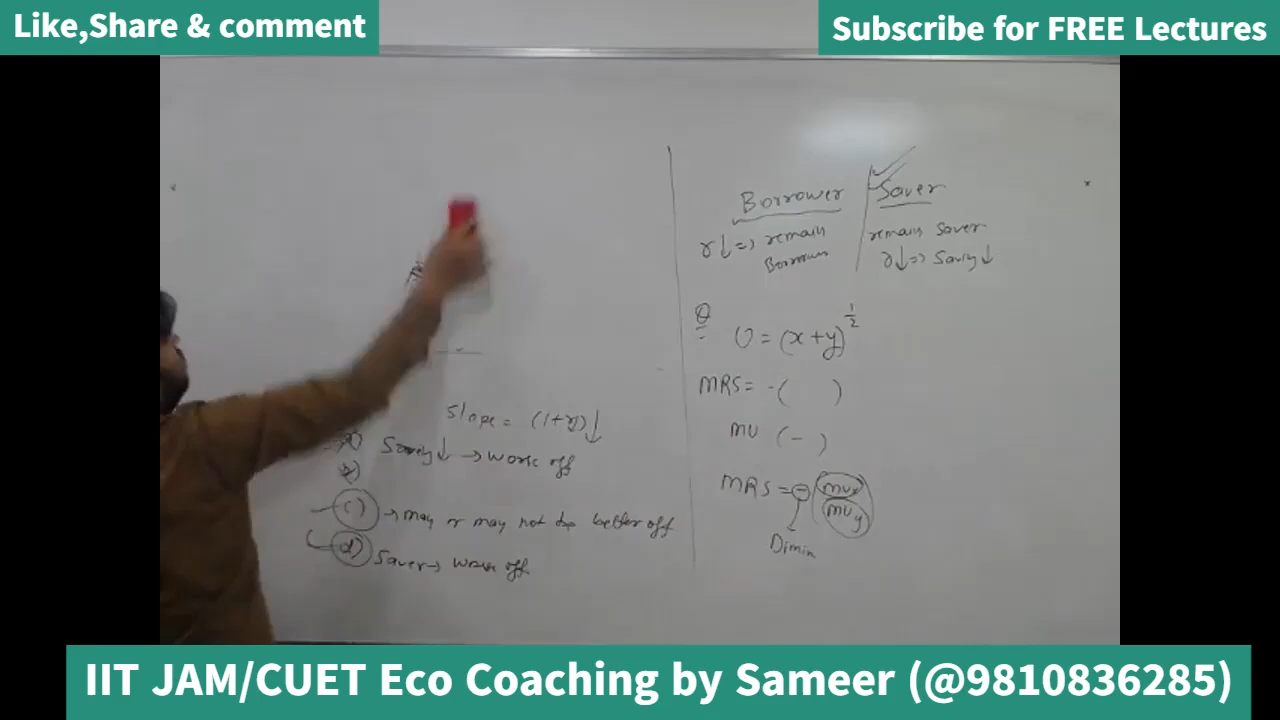 Like,Share & comment
Subscribe for FREE Lectures
Borrower
Saver
r↓ => remain
remain saver
r↓ => Saving ↓
Q
U = (x+y)^{1/2}
MRS = -( )
MU (- )
MRS = - (MUx/MUy)
Dimin
Slope = (1+r)↓
Saving ↓ → worse off
b)
c) → may or may not be better off
d) Saver → worse off
IIT JAM/CUET Eco Coaching by Sameer (@9810836285)